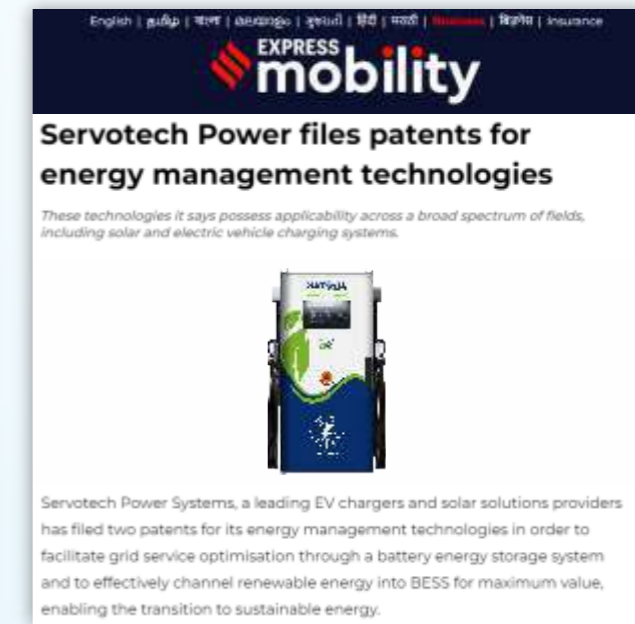 English | தமிழ் | বাংলা | മലയാളം | ગુજરાતી | हिंदी | मराठी | Business | बिज़नेस | Insurance
EXPRESS
mobility
Servotech Power files patents for
energy management technologies
These technologies it says possess applicability across a broad spectrum of fields,
including solar and electric vehicle charging systems.
Servotech Power Systems, a leading EV chargers and solar solutions providers
has filed two patents for its energy management technologies in order to
facilitate grid service optimisation through a battery energy storage system
and to effectively channel renewable energy into BESS for maximum value,
enabling the transition to sustainable energy.